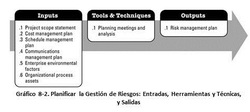 Inputs
.1 Project scope statement
.2 Cost management plan
.3 Schedule management
plan
.4 Communications
management plan
.5 Enterprise environmental
factors
.6 Organizational process
assets
Tools & Techniques
.1 Planning meetings and
analysis
Outputs
.1 Risk management plan
Gráfico 8-2. Planificar la Gestión de Riesgos: Entradas, Herramientas y Técnicas,
y Salidas